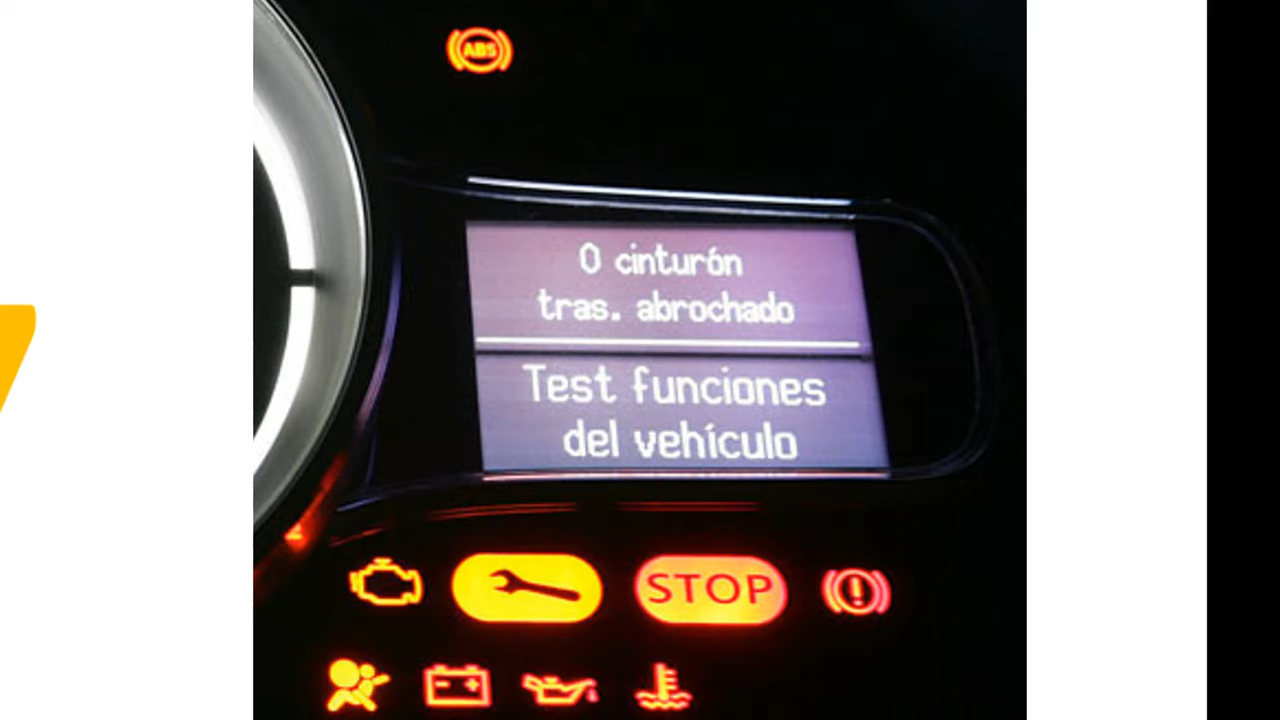 ABS
0 cinturón
tras. abrochado
Test funciones
del vehículo
STOP